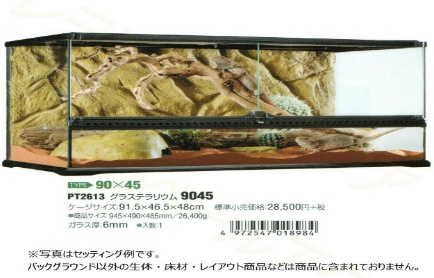 TYPE 90×45
PT2613 グラステラリウム 9045
ケージサイズ:91.5×46.5×48cm 標準小売価格:28,500円+税
●商品サイズ:945×490×485mm/26,400g
ガラス厚:6mm ●入数:1
4 972547 018984
※写真はセッティング例です。
バックグラウンド以外の生体・床材・レイアウト商品などは商品に含まれておりません。